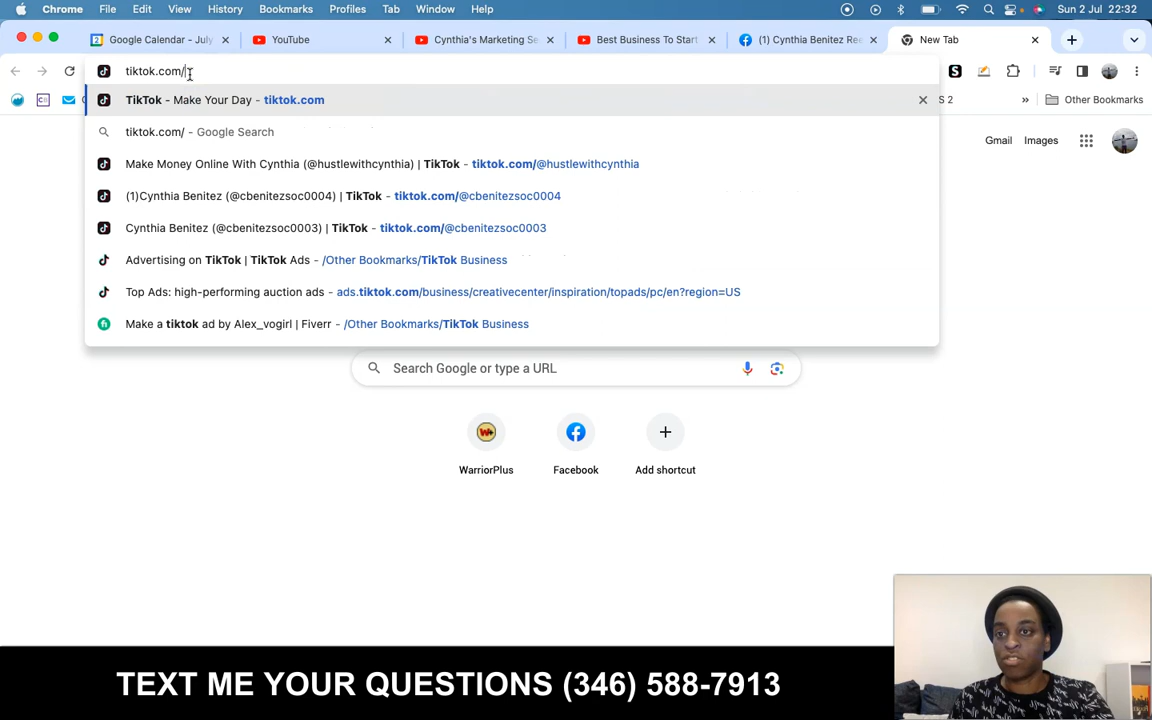 Chrome File Edit View History Bookmarks Profiles Tab Window Help Sun 2 Jul 22:32
Google Calendar - July YouTube Cynthia's Marketing Se Best Business To Start (1) Cynthia Benitez Ree New Tab
tiktok.com/
TikTok - Make Your Day - tiktok.com
S 2 » Other Bookmarks
tiktok.com/ - Google Search
Gmail Images
Make Money Online With Cynthia (@hustlewithcynthia) | TikTok - tiktok.com/@hustlewithcynthia
(1)Cynthia Benitez (@cbenitezsoc0004) | TikTok - tiktok.com/@cbenitezsoc0004
Cynthia Benitez (@cbenitezsoc0003) | TikTok - tiktok.com/@cbenitezsoc0003
Advertising on TikTok | TikTok Ads - /Other Bookmarks/TikTok Business
Top Ads: high-performing auction ads - ads.tiktok.com/business/creativecenter/inspiration/topads/pc/en?region=US
Make a tiktok ad by Alex_vogirl | Fiverr - /Other Bookmarks/TikTok Business
Search Google or type a URL
WarriorPlus Facebook Add shortcut
TEXT ME YOUR QUESTIONS (346) 588-7913